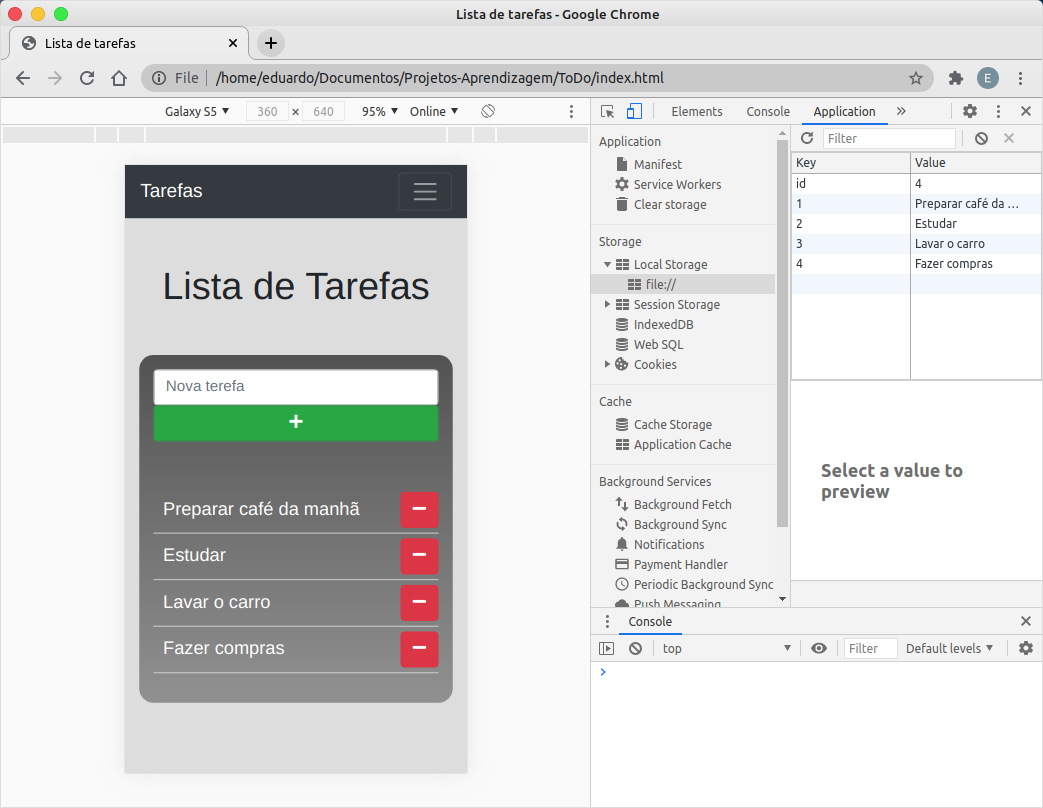 Lista de tarefas - Google Chrome
Lista de tarefas
File /home/eduardo/Documentos/Projetos-Aprendizagem/ToDo/index.html E
Galaxy S5 360 × 640 95% Online
Tarefas
Lista de Tarefas
Nova terefa
+
Preparar café da manhã
Estudar
Lavar o carro
Fazer compras
Elements Console Application »
Application
Manifest
Service Workers
Clear storage
Storage
Local Storage
file://
Session Storage
IndexedDB
Web SQL
Cookies
Cache
Cache Storage
Application Cache
Background Services
Background Fetch
Background Sync
Notifications
Payment Handler
Periodic Background Sync
Push Messaging
Filter
Key Value
id 4
1 Preparar café da ...
2 Estudar
3 Lavar o carro
4 Fazer compras
Select a value to
preview
Console
top Filter Default levels